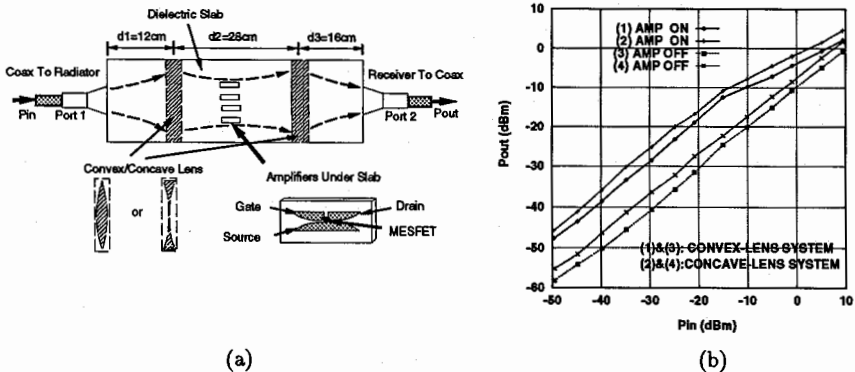 Dielectric Slab
d1=12cm d2=28cm d3=16cm
Coax To Radiator
Receiver To Coax
Pin
Port 1
Port 2
Pout
Convex/Concave Lens
Amplifiers Under Slab
or
Gate
Drain
Source
MESFET
(a)
10
0
-10
-20
-30
-40
-50
-60
Pout (dBm)
(1) AMP ON
(2) AMP ON
(3) AMP OFF
(4) AMP OFF
(1)&(3): CONVEX-LENS SYSTEM
(2)&(4):CONCAVE-LENS SYSTEM
-50 -40 -30 -20 -10 0 10
Pin (dBm)
(b)